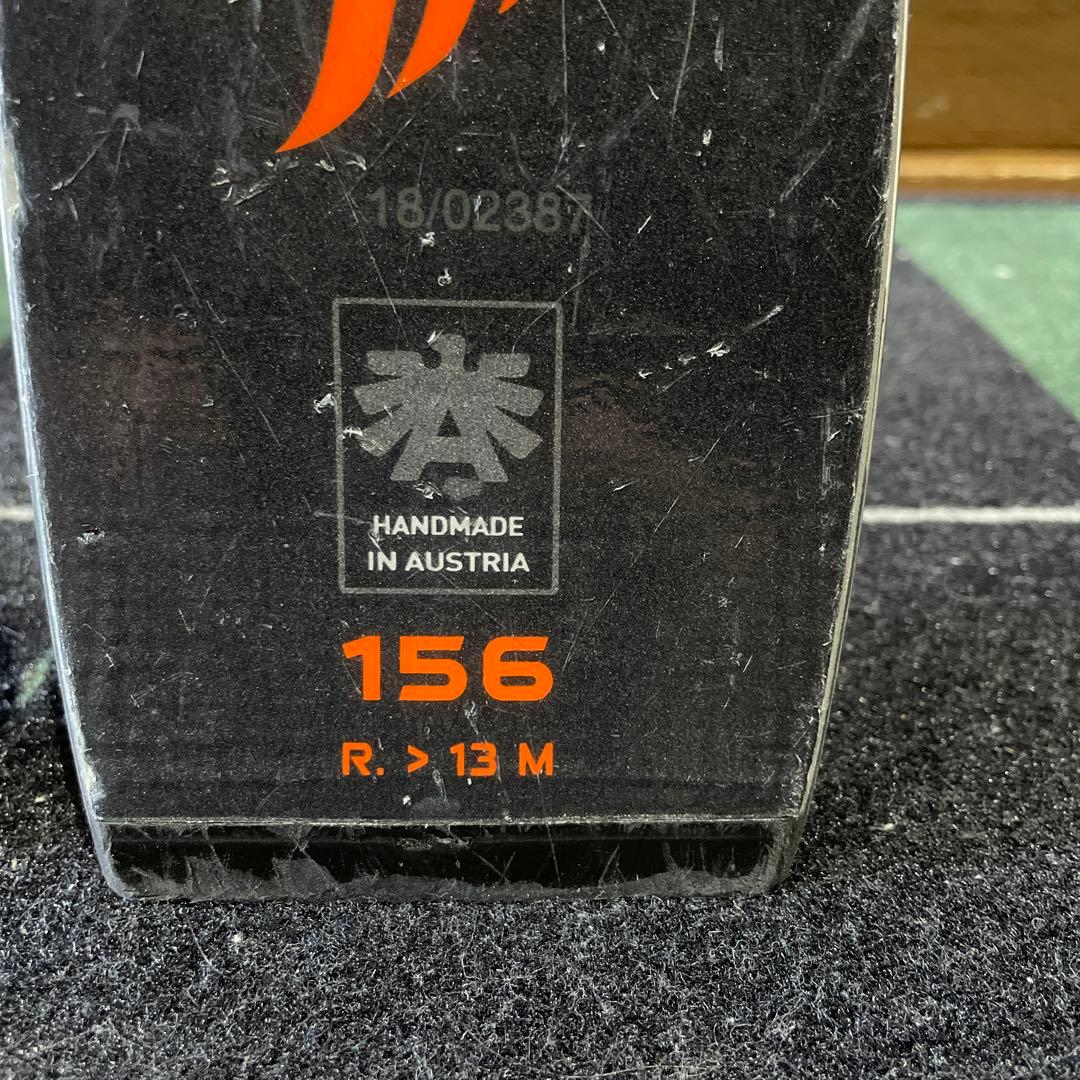 18/02387
A
HANDMADE
IN AUSTRIA
156
R. > 13 M